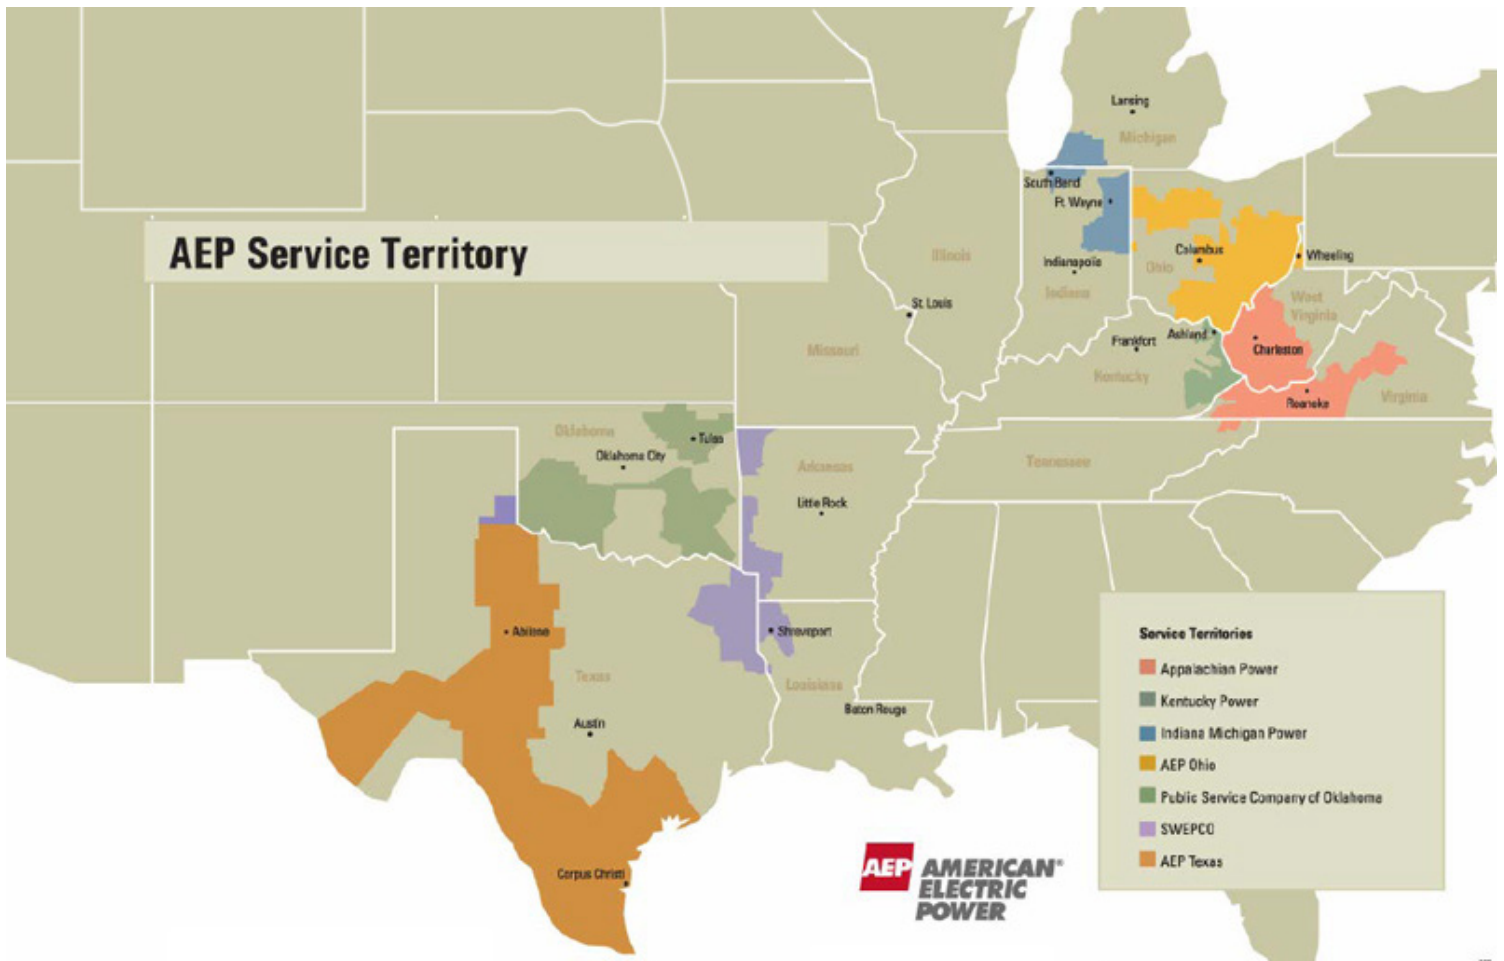 AEP Service Territory
Lansing
Michigan
South Bend
Ft. Wayne
Columbus
Wheeling
Illinois
Indianapolis
Ohio
Indiana
West
Virginia
St. Louis
Ashland
Frankfort
Charleston
Missouri
Kentucky
Roanoke
Virginia
Oklahoma
Tulsa
Oklahoma City
Arkansas
Tennessee
Little Rock
Abilene
Shreveport
Texas
Louisiana
Baton Rouge
Austin
Corpus Christi
Service Territories
Appalachian Power
Kentucky Power
Indiana Michigan Power
AEP Ohio
Public Service Company of Oklahoma
SWEPCO
AEP Texas
AEP AMERICAN®
ELECTRIC
POWER